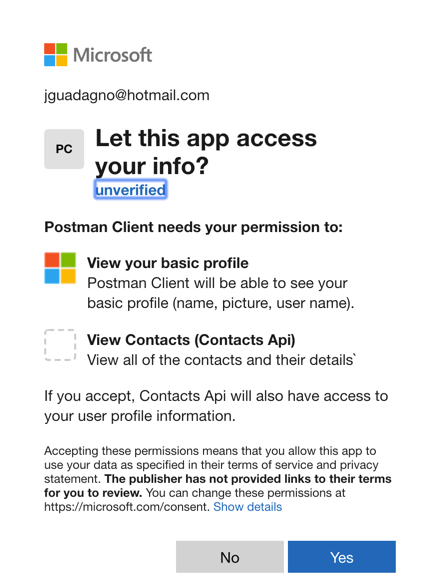 Microsoft
jguadagno@hotmail.com
PC
Let this app access
your info?
unverified
Postman Client needs your permission to:
View your basic profile
Postman Client will be able to see your
basic profile (name, picture, user name).
View Contacts (Contacts Api)
View all of the contacts and their details`
If you accept, Contacts Api will also have access to
your user profile information.
Accepting these permissions means that you allow this app to
use your data as specified in their terms of service and privacy
statement. The publisher has not provided links to their terms
for you to review. You can change these permissions at
https://microsoft.com/consent. Show details
No
Yes